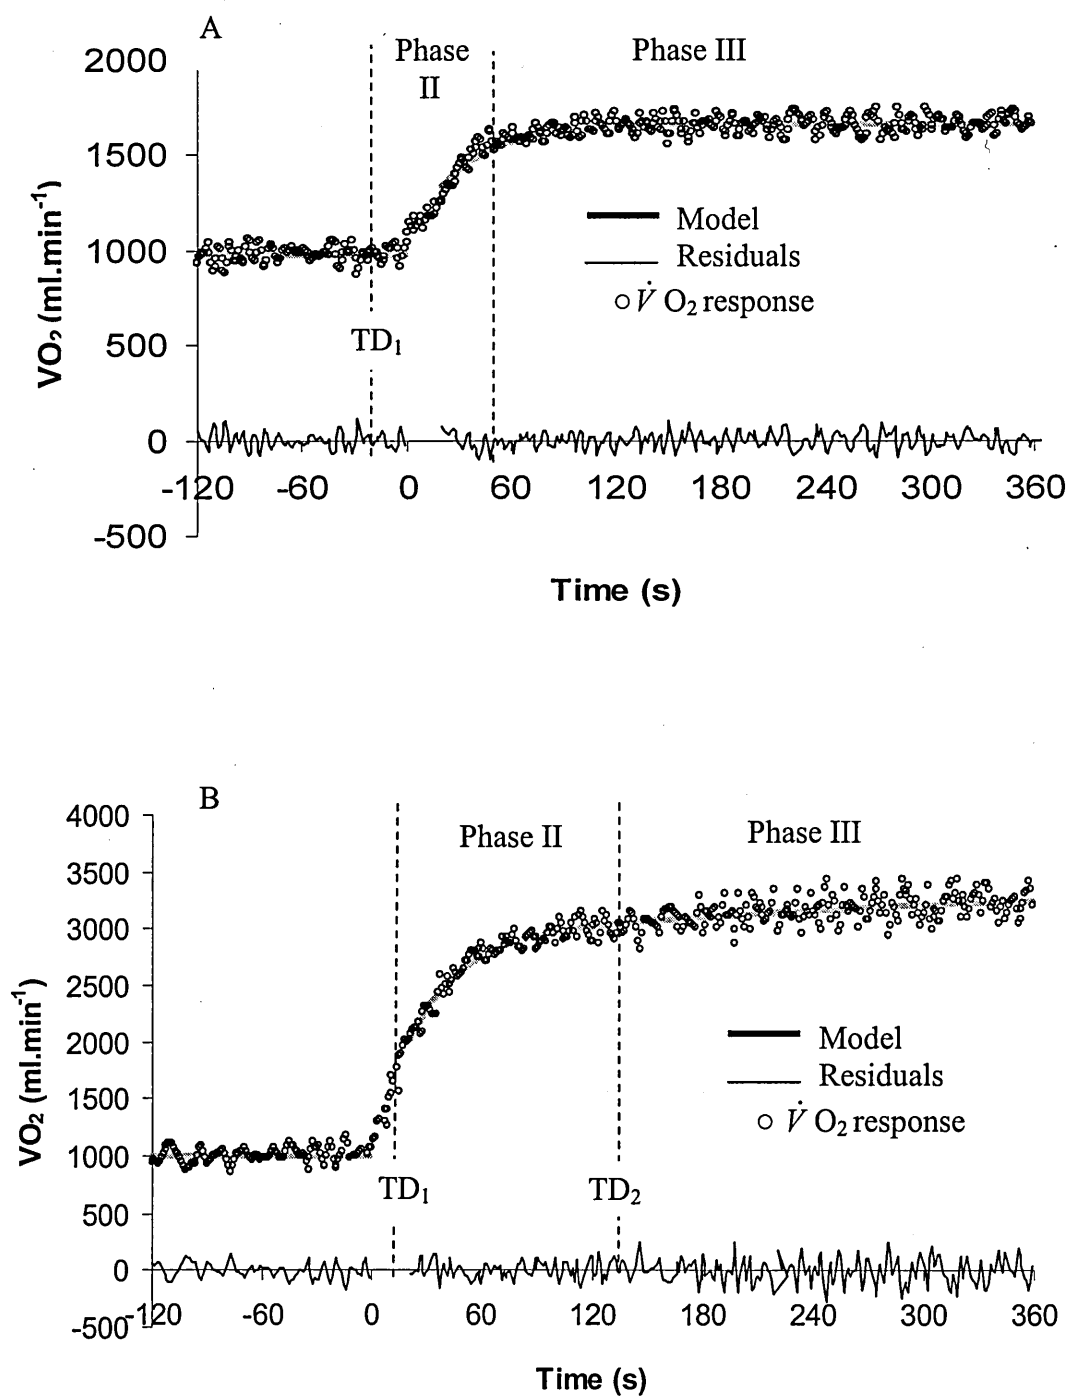 A
Phase II
Phase III
2000
1500
1000
500
0
-500
VO2 (ml.min-1)
Model
Residuals
V̇ O2 response
TD1
-120 -60 0 60 120 180 240 300 360
Time (s)
B
Phase II
Phase III
4000
3500
3000
2500
2000
1500
1000
500
0
-500
VO2 (ml.min-1)
Model
Residuals
V̇ O2 response
TD1
TD2
-120 -60 0 60 120 180 240 300 360
Time (s)